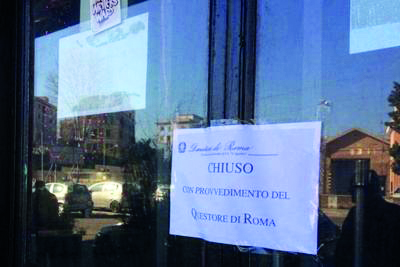 Questura di Roma
CHIUSO
CON PROVVEDIMENTO DEL
QUESTORE DI ROMA